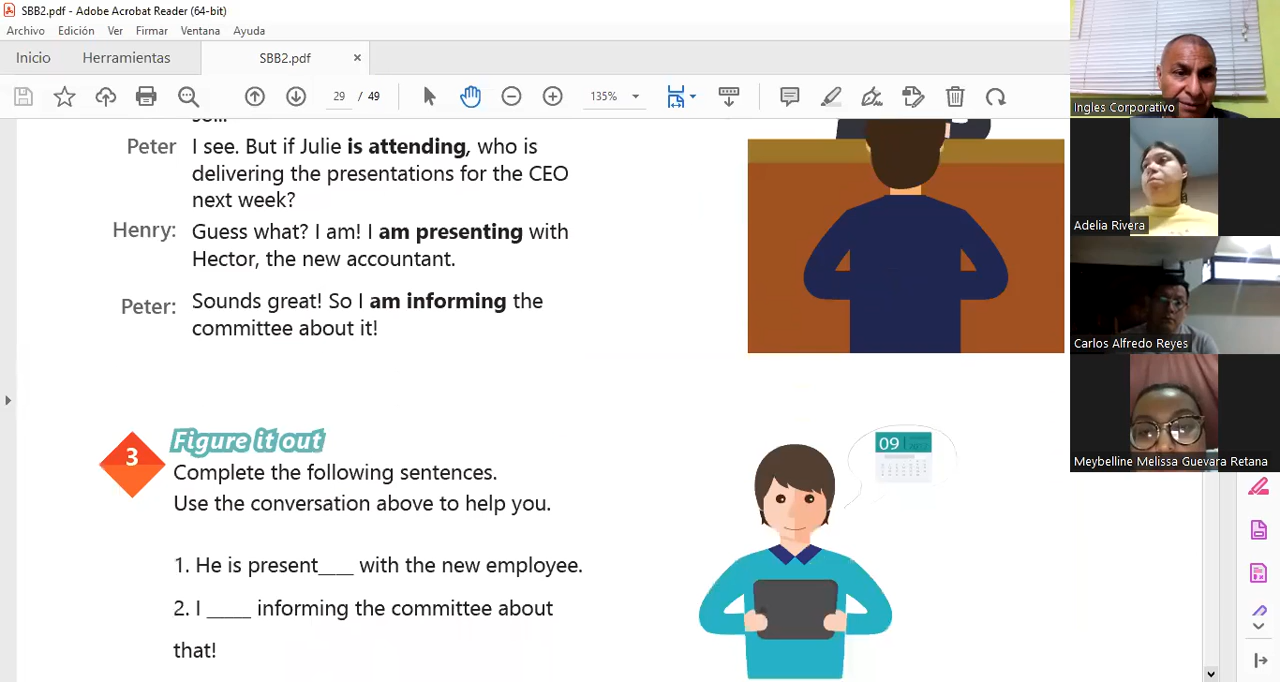 SBB2.pdf - Adobe Acrobat Reader (64-bit)
Archivo Edición Ver Firmar Ventana Ayuda
Inicio Herramientas SBB2.pdf ×
29 / 49 135%
so...
Peter I see. But if Julie is attending, who is
delivering the presentations for the CEO
next week?
Henry: Guess what? I am! I am presenting with
Hector, the new accountant.
Peter: Sounds great! So I am informing the
committee about it!
3
Figure it out
Complete the following sentences.
Use the conversation above to help you.
1. He is present___ with the new employee.
2. I ____ informing the committee about
that!
09
Ingles Corporativo
Adelia Rivera
Carlos Alfredo Reyes
Meybelline Melissa Guevara Retana